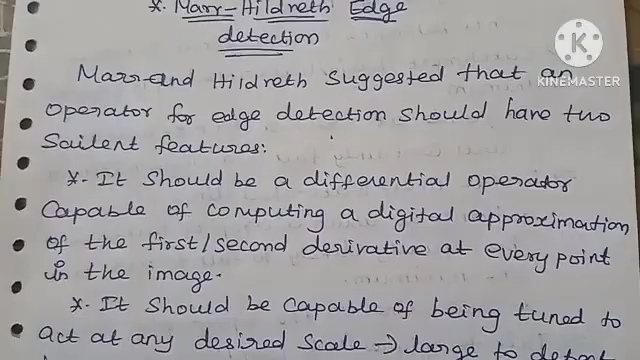 *. Marr-Hildreth Edge
detection
K
KINEMASTER
Marr and Hildreth suggested that an
operator for edge detection should have two
Sailent features:
*. It should be a differential operator
Capable of computing a digital approximation
of the first/second derivative at every point
in the image.
*. It should be capable of being tuned to
act at any desired scale → large to detect